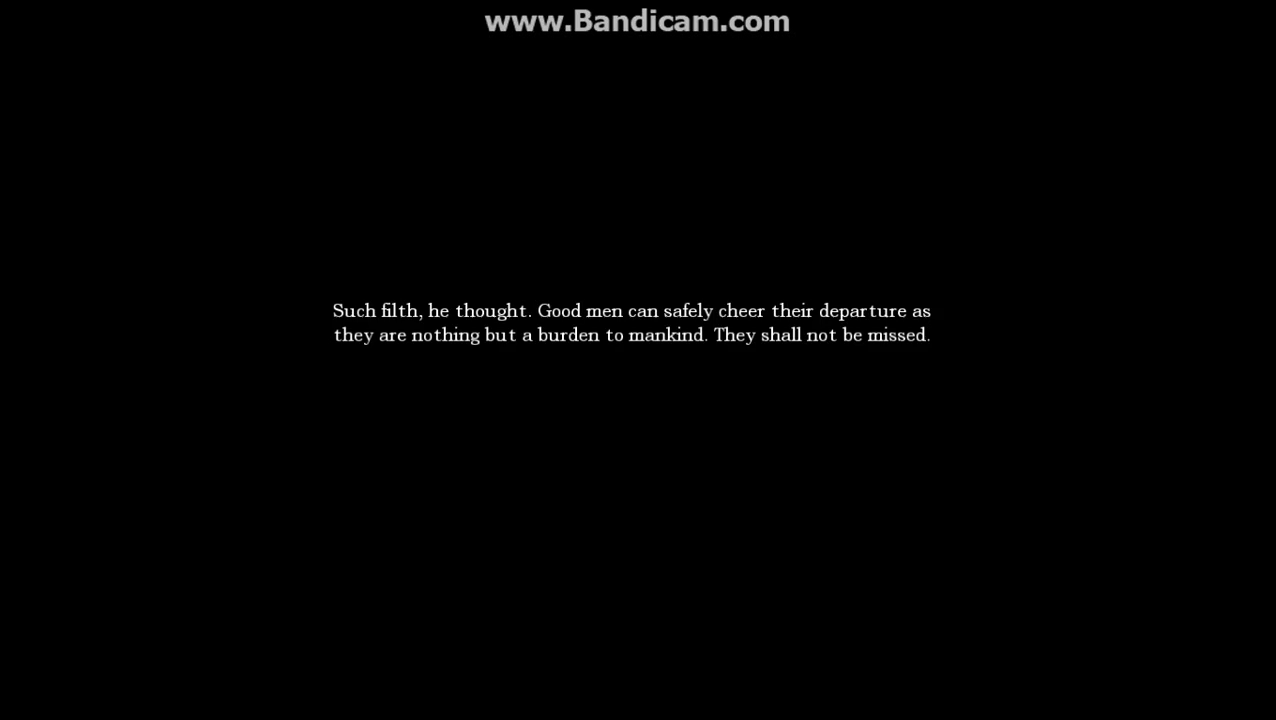 www.Bandicam.com
Such filth, he thought. Good men can safely cheer their departure as
they are nothing but a burden to mankind. They shall not be missed.